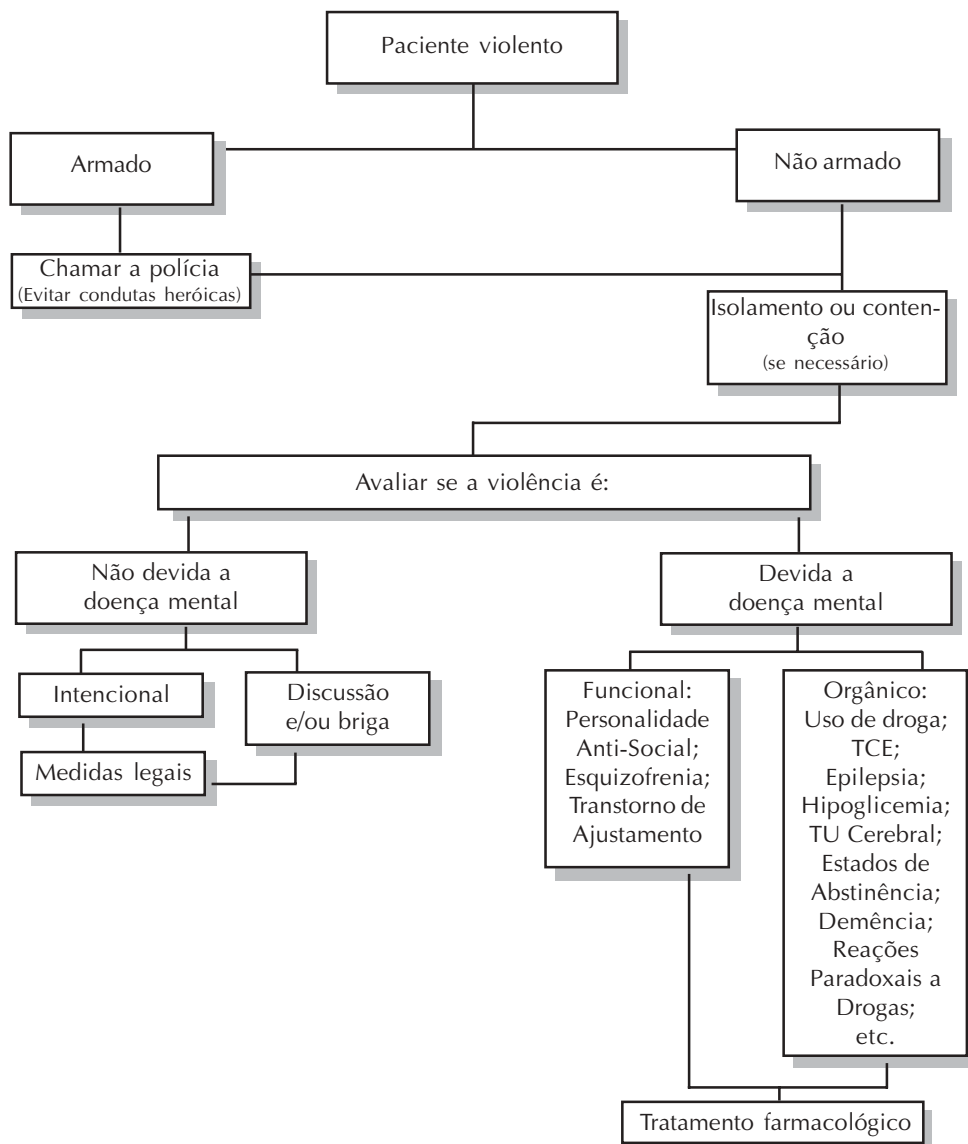 Paciente violento
Armado
Não armado
Chamar a polícia
(Evitar condutas heróicas)
Isolamento ou conten-
ção
(se necessário)
Avaliar se a violência é:
Não devida a
doença mental
Devida a
doença mental
Intencional
Discussão
e/ou briga
Medidas legais
Funcional:
Personalidade
Anti-Social;
Esquizofrenia;
Transtorno de
Ajustamento
Orgânico:
Uso de droga;
TCE;
Epilepsia;
Hipoglicemia;
TU Cerebral;
Estados de
Abstinência;
Demência;
Reações
Paradoxais a
Drogas;
etc.
Tratamento farmacológico